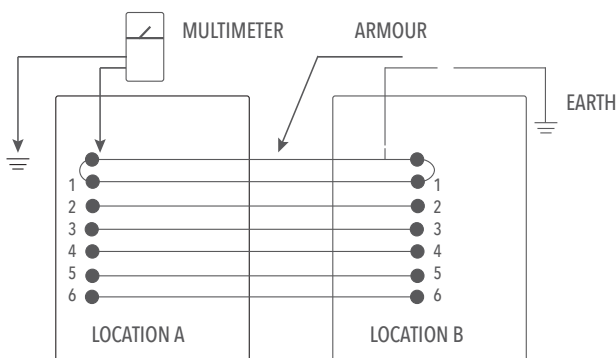 MULTIMETER
ARMOUR
EARTH
1 1
2 2
3 3
4 4
5 5
6 6
LOCATION A
LOCATION B